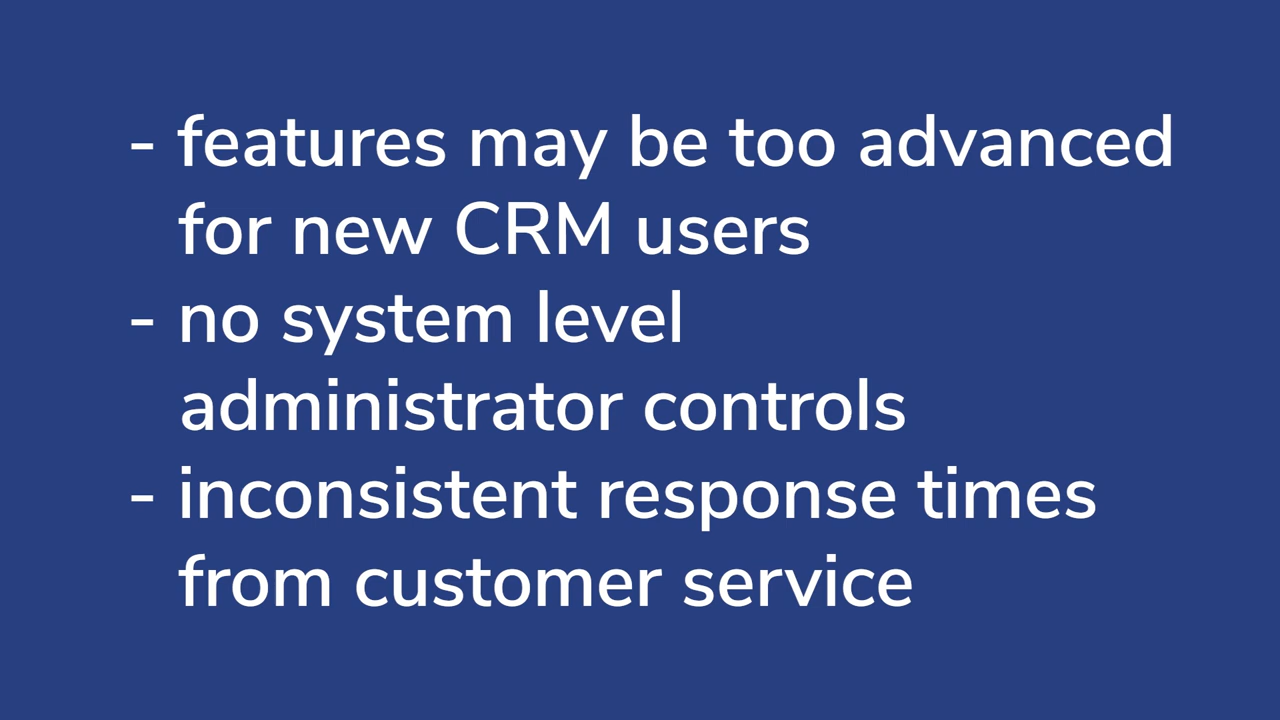 - features may be too advanced
for new CRM users
- no system level
administrator controls
- inconsistent response times
from customer service